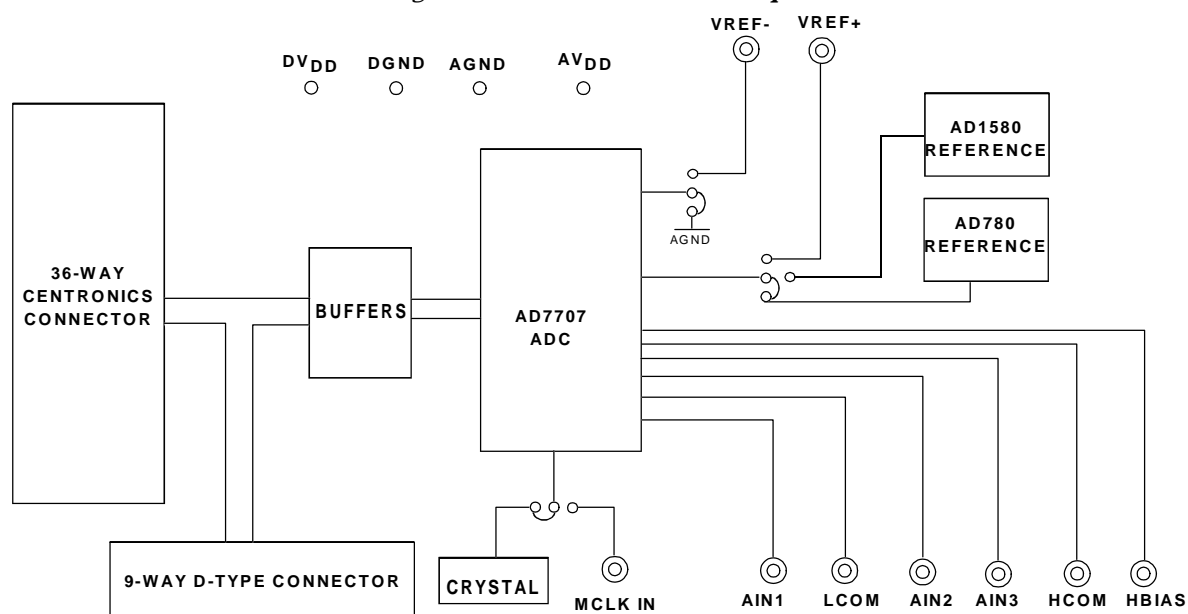 VREF-
VREF+
DVDD
DGND
AGND
AVDD
AD1580
REFERENCE
AD780
REFERENCE
AGND
36-WAY
CENTRONICS
CONNECTOR
BUFFERS
AD7707
ADC
9-WAY D-TYPE CONNECTOR
CRYSTAL
MCLK IN
AIN1
LCOM
AIN2
AIN3
HCOM
HBIAS